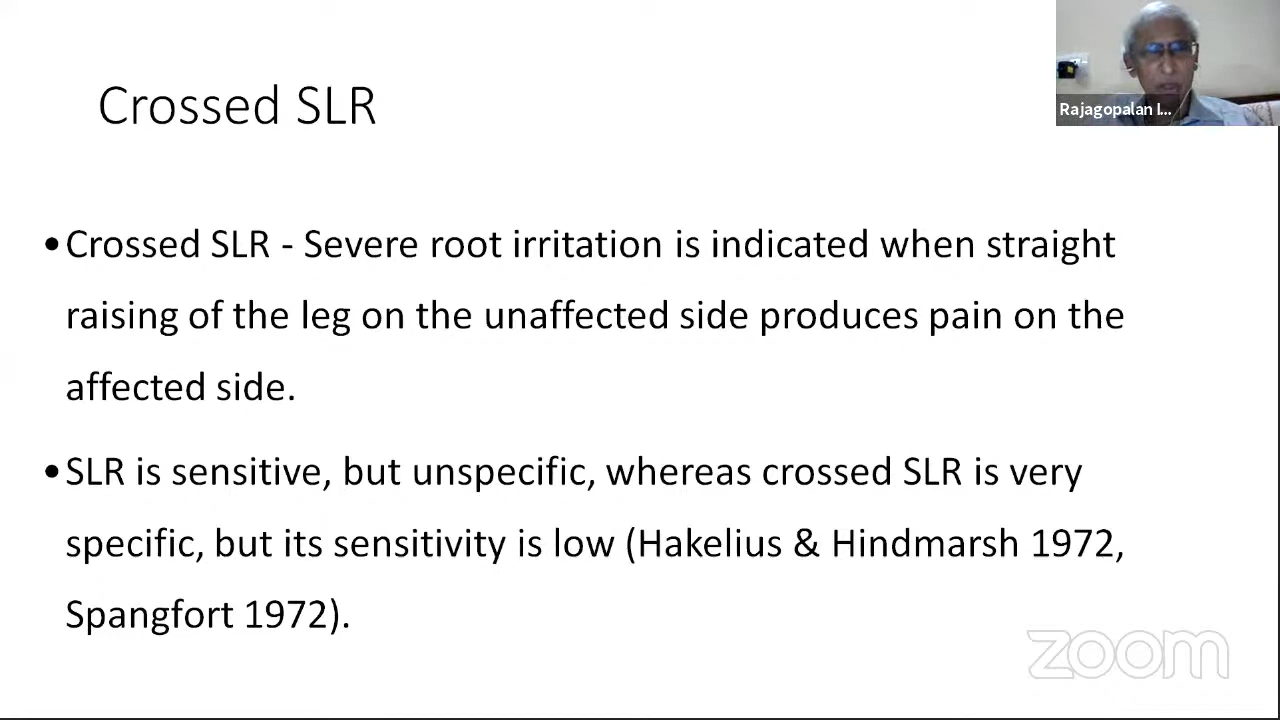 Crossed SLR
Rajagopalan I...
•Crossed SLR - Severe root irritation is indicated when straight
raising of the leg on the unaffected side produces pain on the
affected side.
•SLR is sensitive, but unspecific, whereas crossed SLR is very
specific, but its sensitivity is low (Hakelius & Hindmarsh 1972,
Spangfort 1972).
zoom